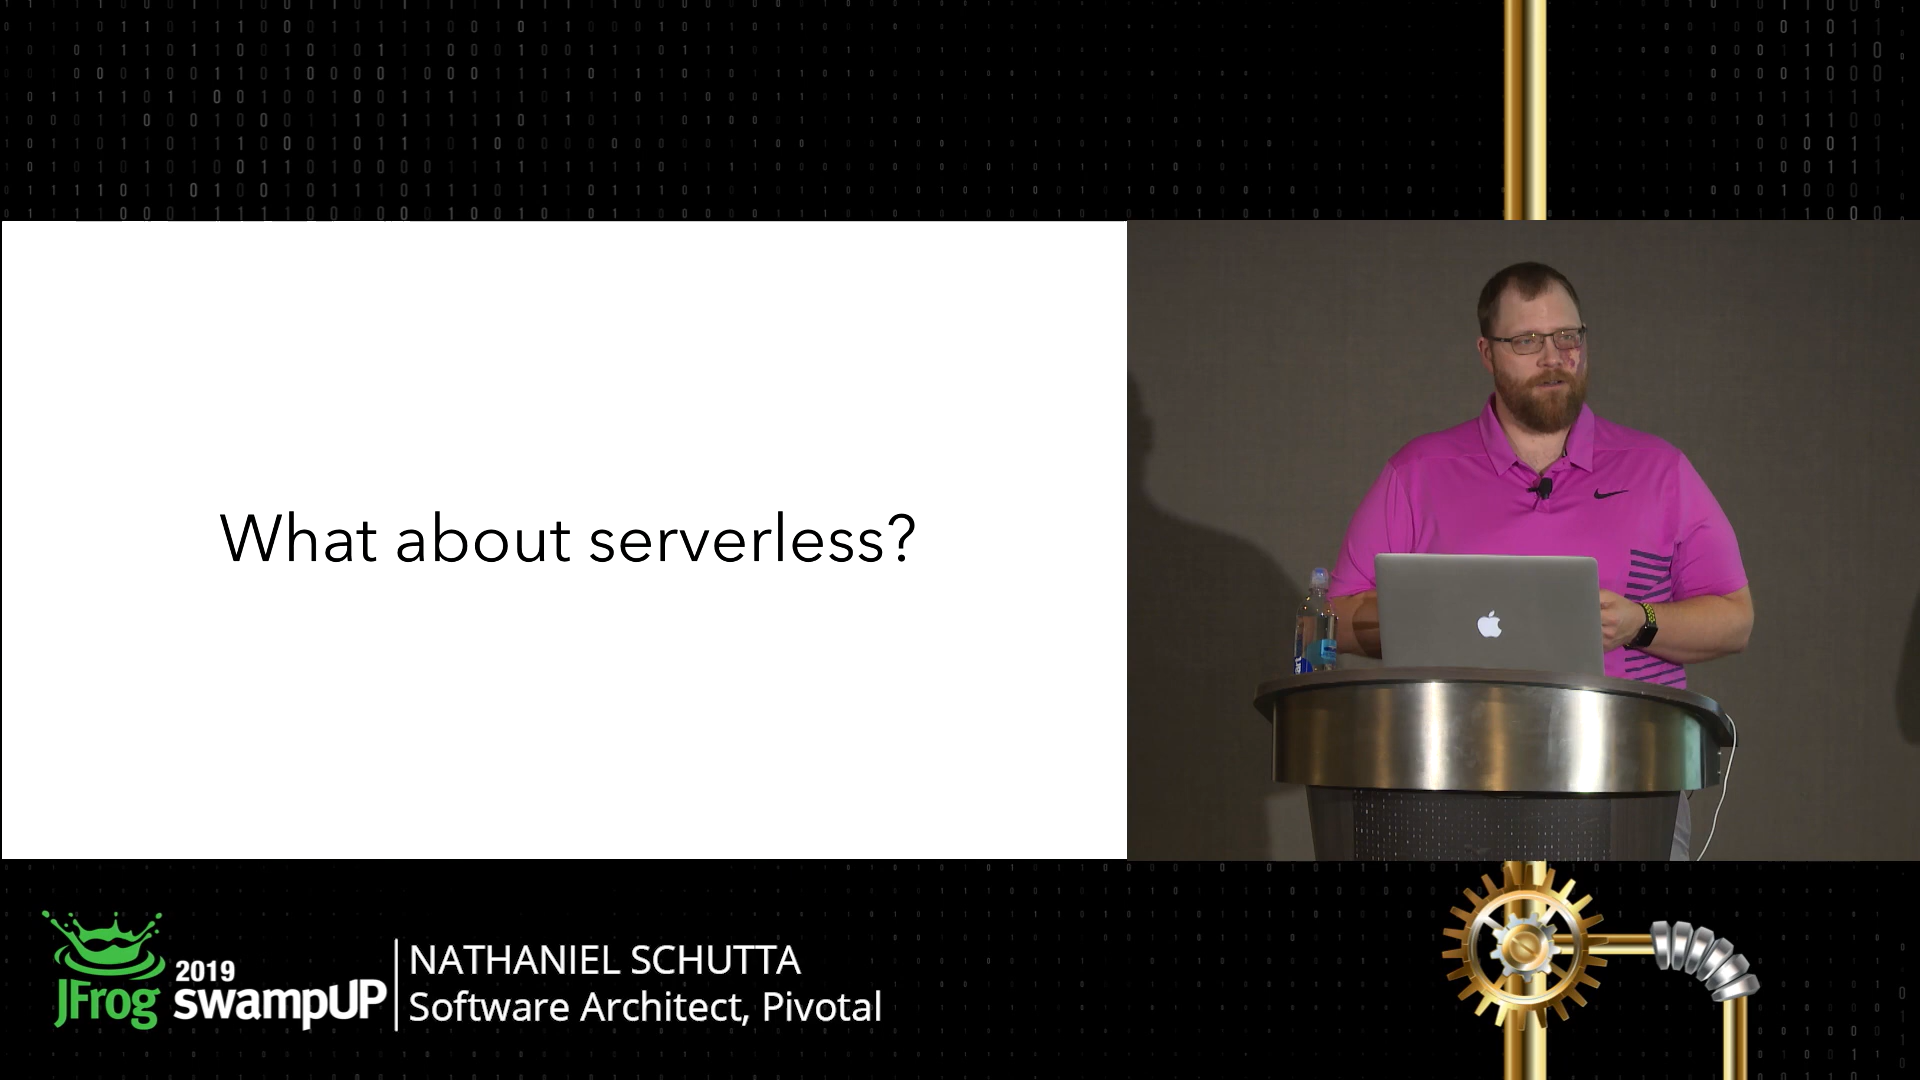 What about serverless?
JFrog
2019
swampUP
NATHANIEL SCHUTTA
Software Architect, Pivotal